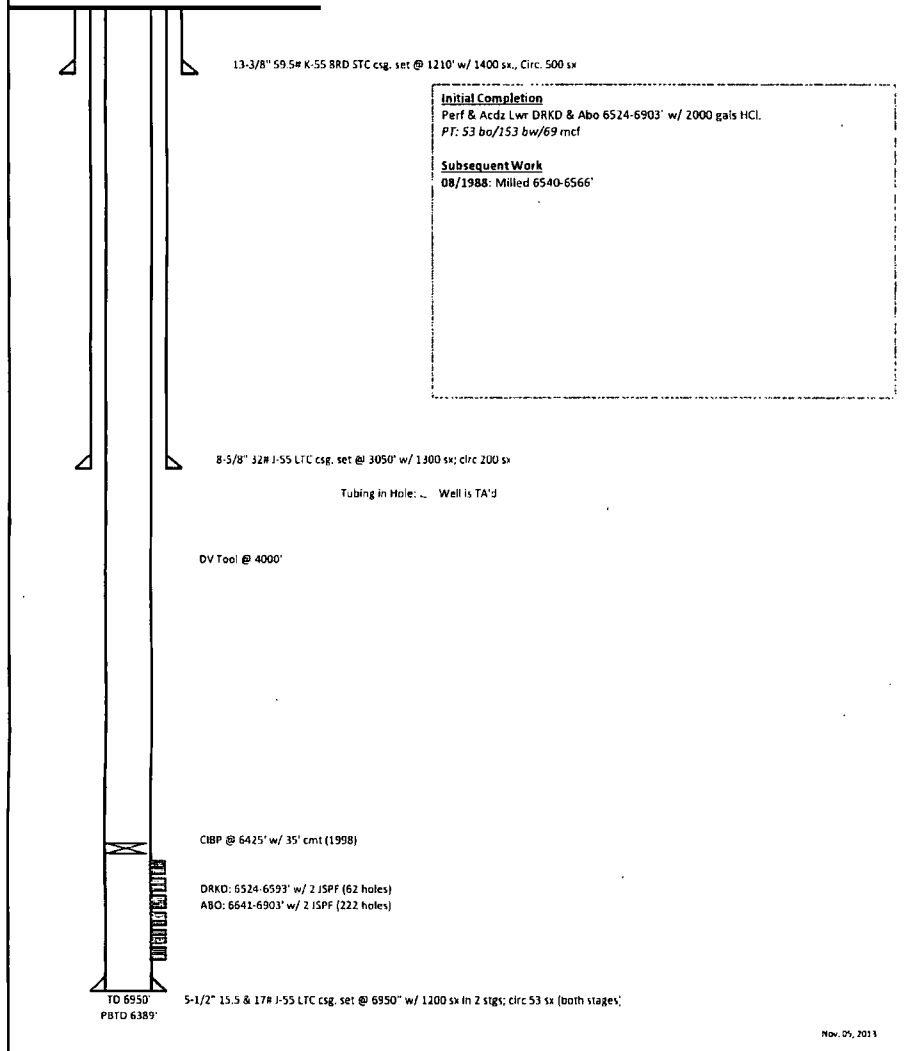 13-3/8" 59.5# K-55 8RD STC csg. set @ 1210' w/ 1400 sx., Circ. 500 sx
Initial Completion
Perf & Acdz Lwr DRKD & Abo 6524-6903' w/ 2000 gals HCl.
PT: 53 bo/153 bw/69 mcf
Subsequent Work
08/1988: Milled 6540-6566'
8-5/8" 32# J-55 LTC csg. set @ 3050' w/ 1300 sx; circ 200 sx
Tubing in Hole: Well is TA'd
DV Tool @ 4000'
CIBP @ 6425' w/ 35' cmt (1998)
DRKD: 6524-6593' w/ 2 JSPF (62 holes)
ABO: 6641-6903' w/ 2 JSPF (222 holes)
TD 6950'
PBTD 6389'
5-1/2" 15.5 & 17# J-55 LTC csg. set @ 6950" w/ 1200 sx in 2 stgs; circ 53 sx (both stages)
Nov. 05, 2013